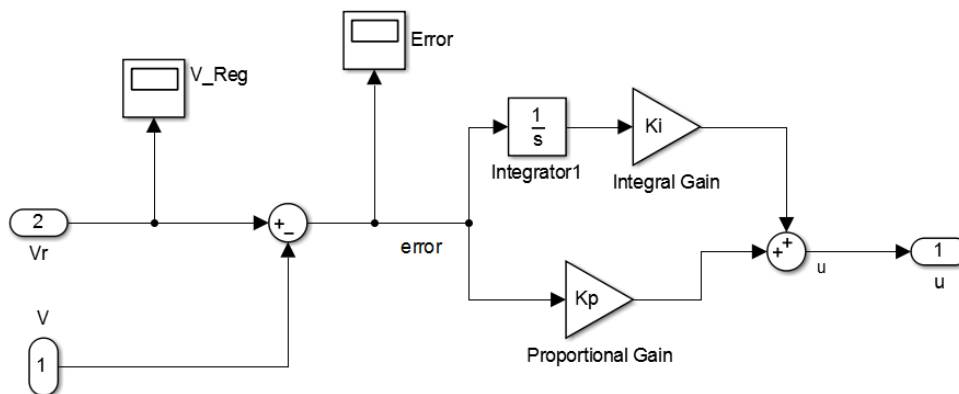 Error
V_Reg
1
s
Ki
Integrator1
Integral Gain
2
+
−
Vr
error
+
+
u
1
u
Kp
V
1
Proportional Gain